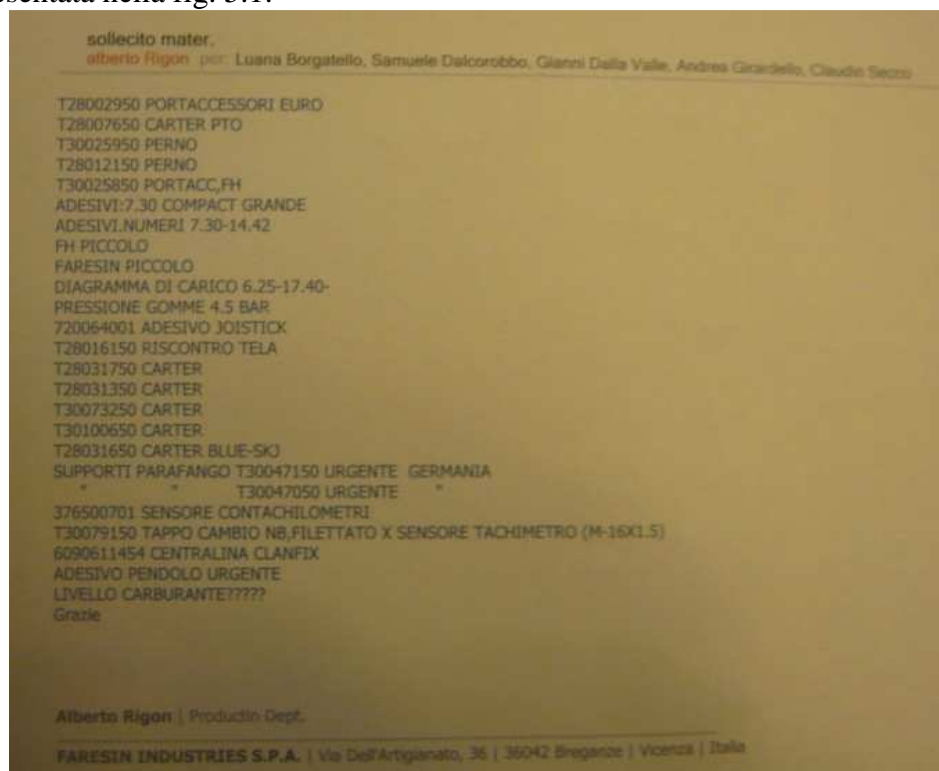 esentata nella fig. 3.1.
sollecito mater.
alberto Rigon per: Luana Borgatello, Samuele Dalcorobbo, Gianni Dalla Valle, Andrea Girardello, Claudio Secco
T28002950 PORTACCESSORI EURO
T28007650 CARTER PTO
T30025950 PERNO
T28012150 PERNO
T30025850 PORTACC,FH
ADESIVI:7.30 COMPACT GRANDE
ADESIVI.NUMERI 7.30-14.42
FH PICCOLO
FARESIN PICCOLO
DIAGRAMMA DI CARICO 6.25-17.40-
PRESSIONE GOMME 4.5 BAR
720064001 ADESIVO JOISTICK
T28016150 RISCONTRO TELA
T28031750 CARTER
T28031350 CARTER
T30073250 CARTER
T30100650 CARTER
T28031650 CARTER BLUE-SKJ
SUPPORTI PARAFANGO T30047150 URGENTE GERMANIA
" " T30047050 URGENTE "
376500701 SENSORE CONTACHILOMETRI
T30079150 TAPPO CAMBIO NB,FILETTATO X SENSORE TACHIMETRO (M-16X1.5)
6090611454 CENTRALINA CLANFIX
ADESIVO PENDOLO URGENTE
LIVELLO CARBURANTE?????
Grazie
Alberto Rigon | Productin Dept.
FARESIN INDUSTRIES S.P.A. | Via Dell'Artigianato, 36 | 36042 Breganze | Vicenza | Italia